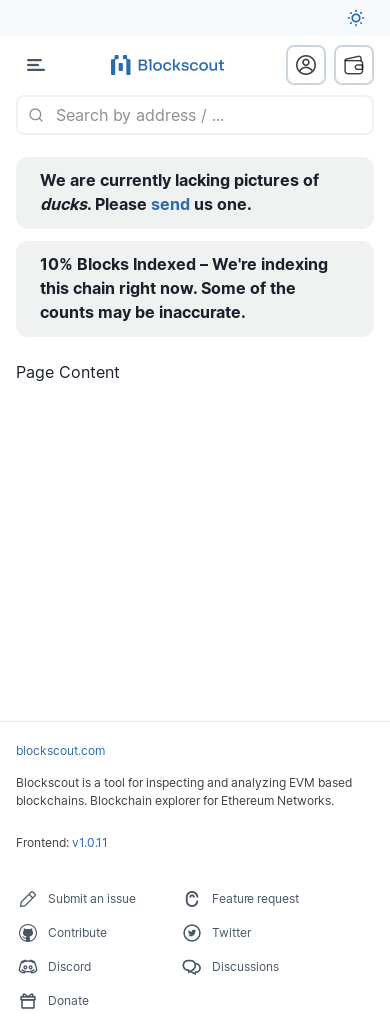 Blockscout
Search by address / ...
We are currently lacking pictures of
ducks. Please send us one.
10% Blocks Indexed – We're indexing
this chain right now. Some of the
counts may be inaccurate.
Page Content
blockscout.com
Blockscout is a tool for inspecting and analyzing EVM based
blockchains. Blockchain explorer for Ethereum Networks.
Frontend: v1.0.11
Submit an issue
Feature request
Contribute
Twitter
Discord
Discussions
Donate